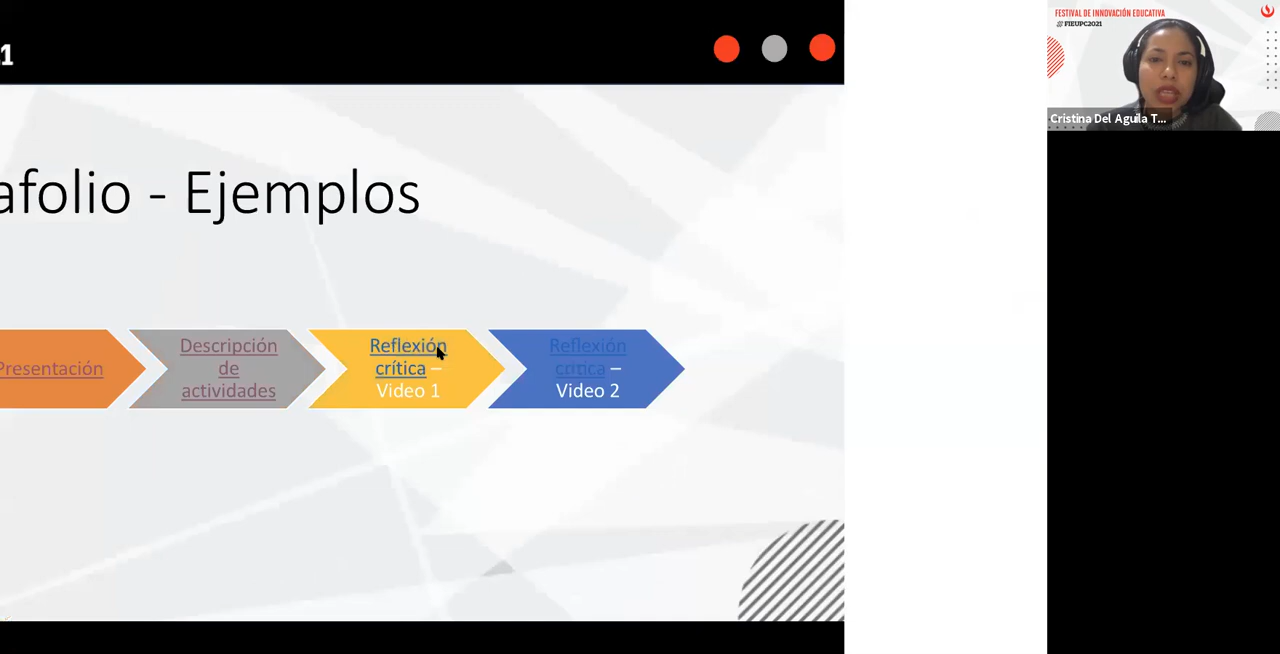 1
FESTIVAL DE INNOVACIÓN EDUCATIVA
# FIEUPC2021
Cristina Del Aguila T...
afolio - Ejemplos
Presentación
Descripción
de
actividades
Reflexión
crítica –
Video 1
Reflexión
crítica –
Video 2